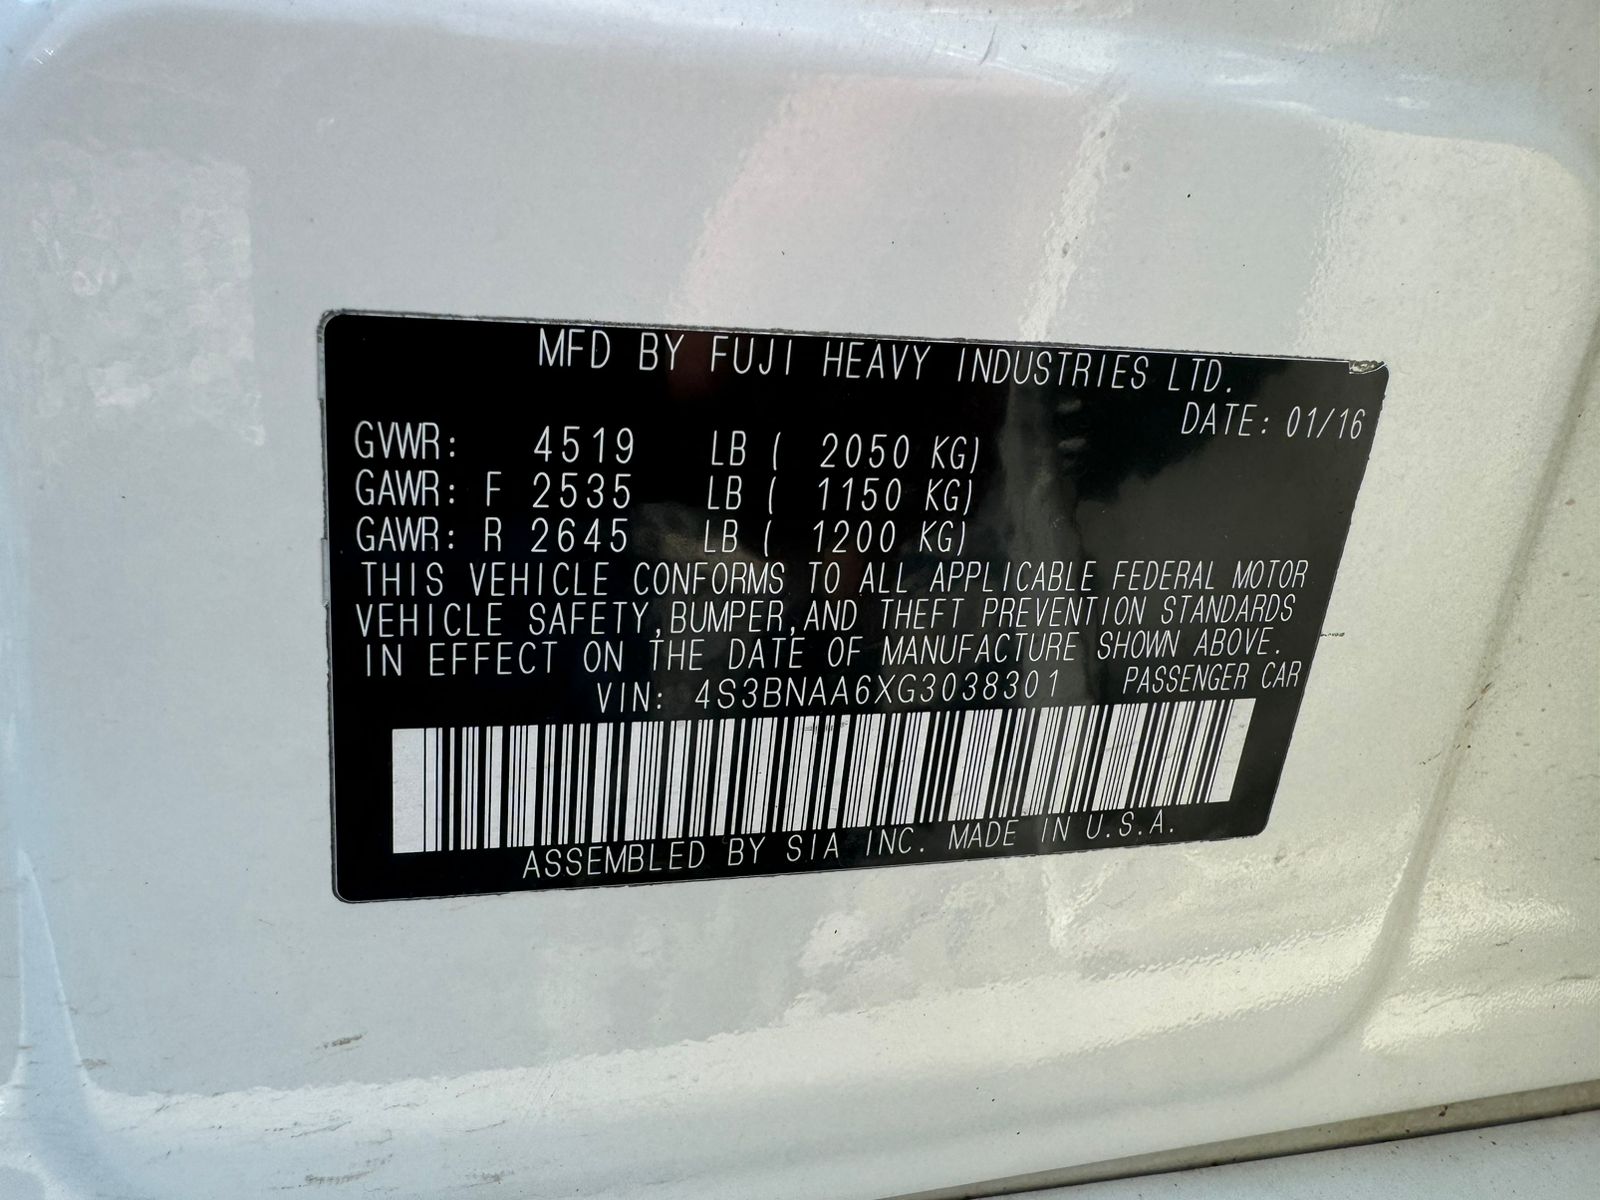 MFD BY FUJI HEAVY INDUSTRIES LTD.
DATE: 01/16
GVWR: 4519 LB ( 2050 KG)
GAWR: F 2535 LB ( 1150 KG)
GAWR: R 2645 LB ( 1200 KG)
THIS VEHICLE CONFORMS TO ALL APPLICABLE FEDERAL MOTOR
VEHICLE SAFETY, BUMPER, AND THEFT PREVENTION STANDARDS
IN EFFECT ON THE DATE OF MANUFACTURE SHOWN ABOVE.
VIN: 4S3BNAA6XG3038301 PASSENGER CAR
ASSEMBLED BY SIA INC. MADE IN U.S.A.